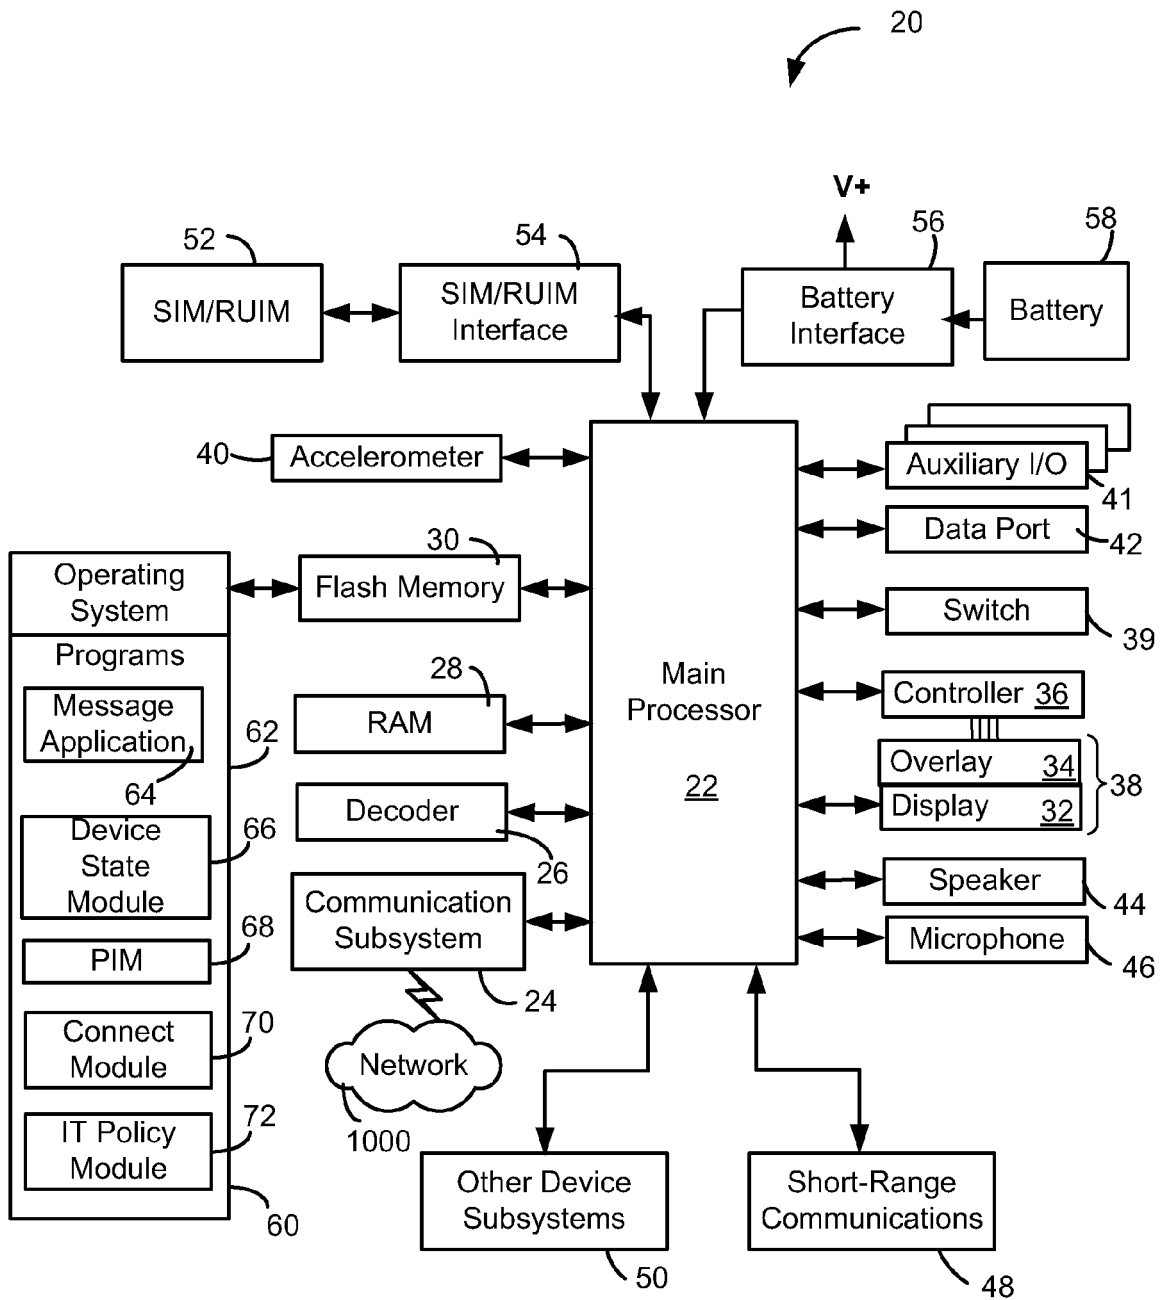 20
V+
52
54
56
58
SIM/RUIM
SIM/RUIM
Interface
Battery
Interface
Battery
40
Accelerometer
Auxiliary I/O
41
30
Data Port
42
Operating
System
Flash Memory
Switch
39
Programs
28
Main
Processor
22
Controller 36
Message
Application
64
62
RAM
Overlay 34
38
Display 32
Decoder
26
Device
State
Module
66
Communication
Subsystem
24
Speaker
44
PIM
68
Microphone
46
Connect
Module
70
Network
1000
IT Policy
Module
72
60
Other Device
Subsystems
50
Short-Range
Communications
48